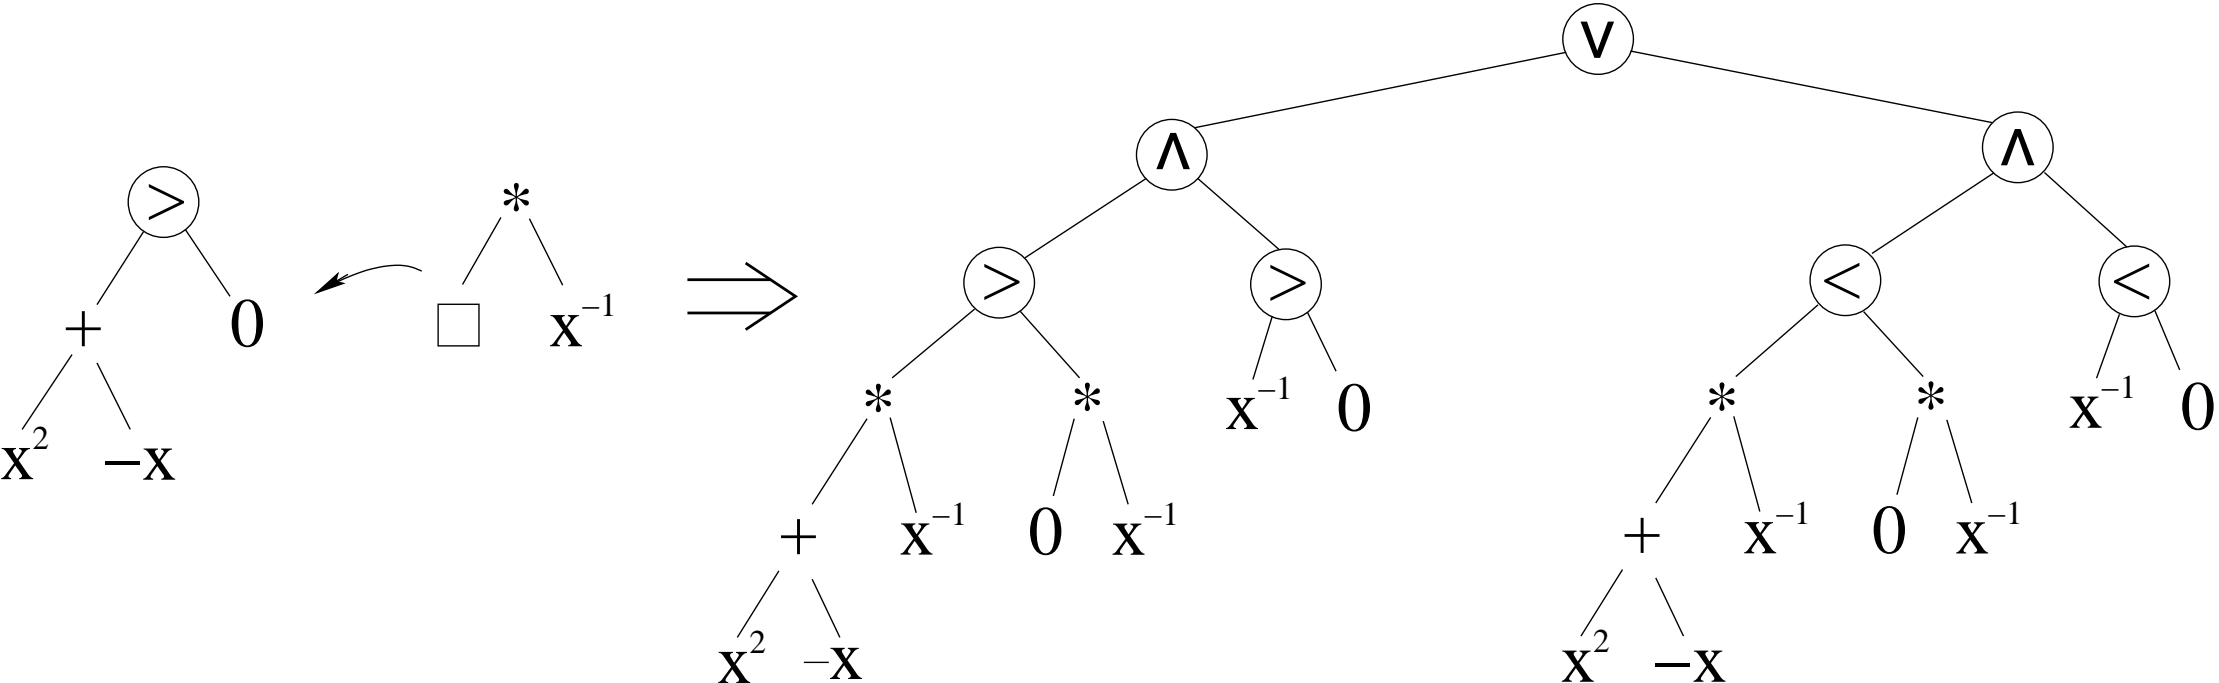 ∨
∧ ∧
> * > > < <
+ 0 □ x⁻¹ * * x⁻¹ 0 * * x⁻¹ 0
x² −x + x⁻¹ 0 x⁻¹ + x⁻¹ 0 x⁻¹
x² −x x² −x